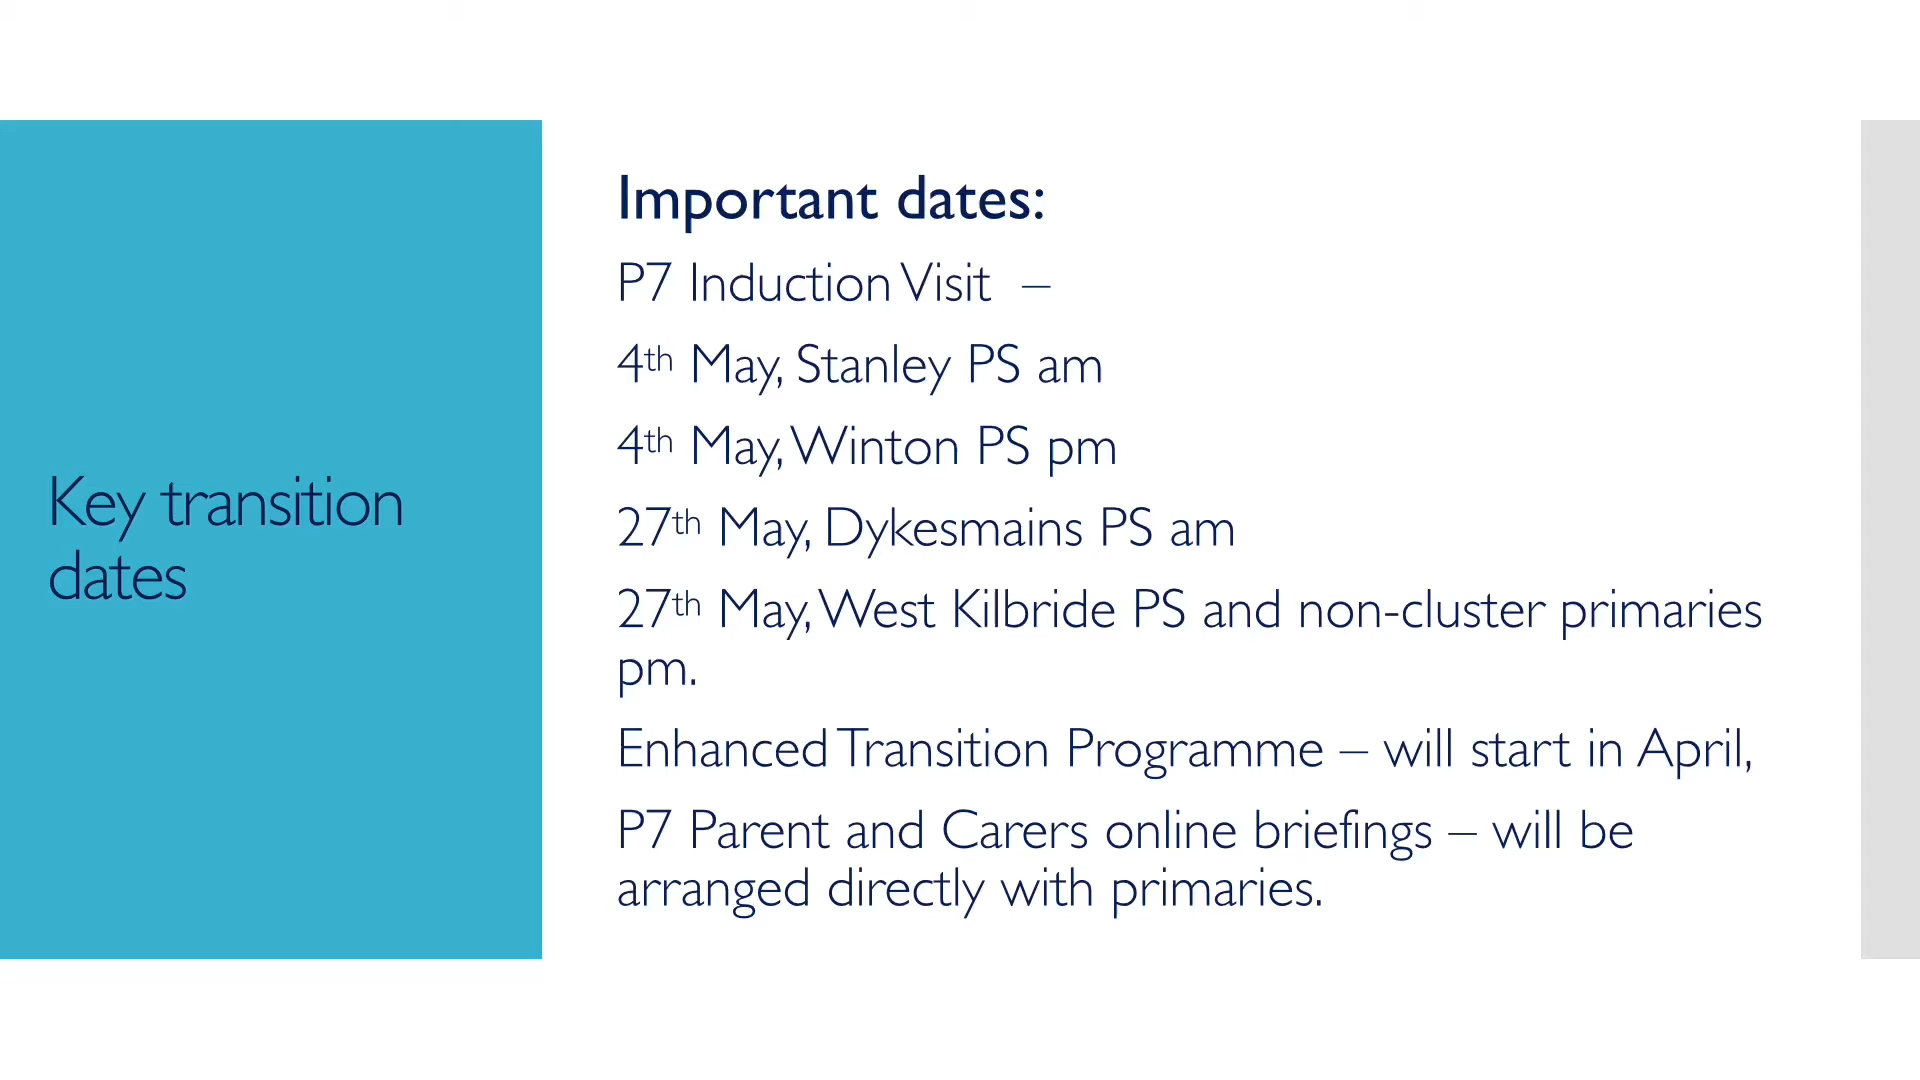 Key transition
dates
Important dates:
P7 Induction Visit –
4th May, Stanley PS am
4th May, Winton PS pm
27th May, Dykesmains PS am
27th May, West Kilbride PS and non-cluster primaries
pm.
Enhanced Transition Programme – will start in April,
P7 Parent and Carers online briefings – will be
arranged directly with primaries.